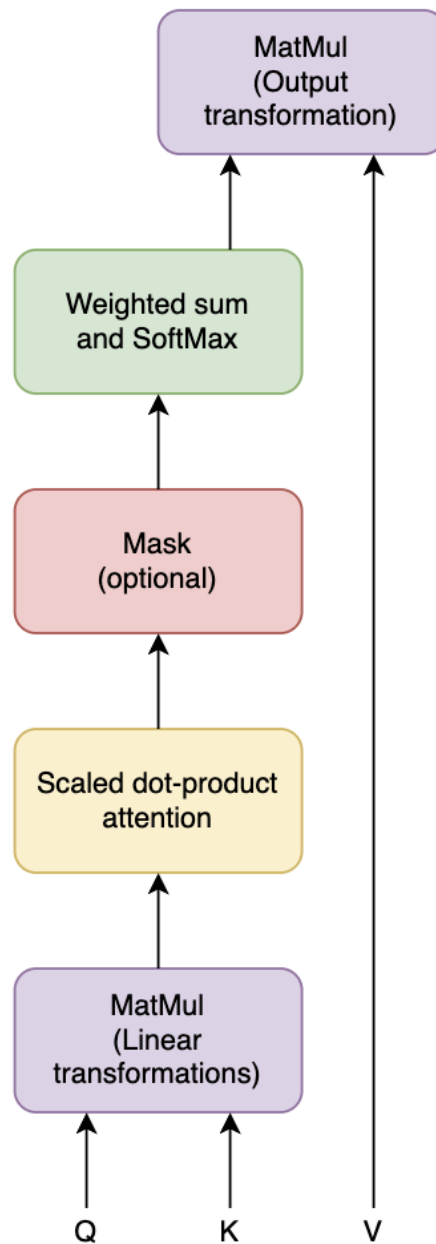 MatMul
(Output
transformation)
Weighted sum
and SoftMax
Mask
(optional)
Scaled dot-product
attention
MatMul
(Linear
transformations)
Q K V